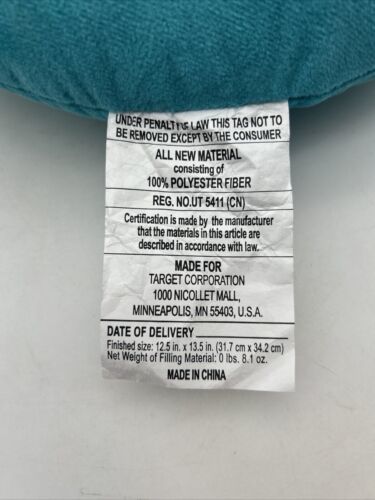 UNDER PENALTY OF LAW THIS TAG NOT TO
BE REMOVED EXCEPT BY THE CONSUMER
ALL NEW MATERIAL
consisting of
100% POLYESTER FIBER
REG. NO.UT 5411 (CN)
Certification is made by the manufacturer
that the materials in this article are
described in accordance with law.
MADE FOR
TARGET CORPORATION
1000 NICOLLET MALL,
MINNEAPOLIS, MN 55403, U.S.A.
DATE OF DELIVERY
Finished size: 12.5 in. x 13.5 in. (31.7 cm x 34.2 cm)
Net Weight of Filling Material: 0 lbs. 8.1 oz.
MADE IN CHINA